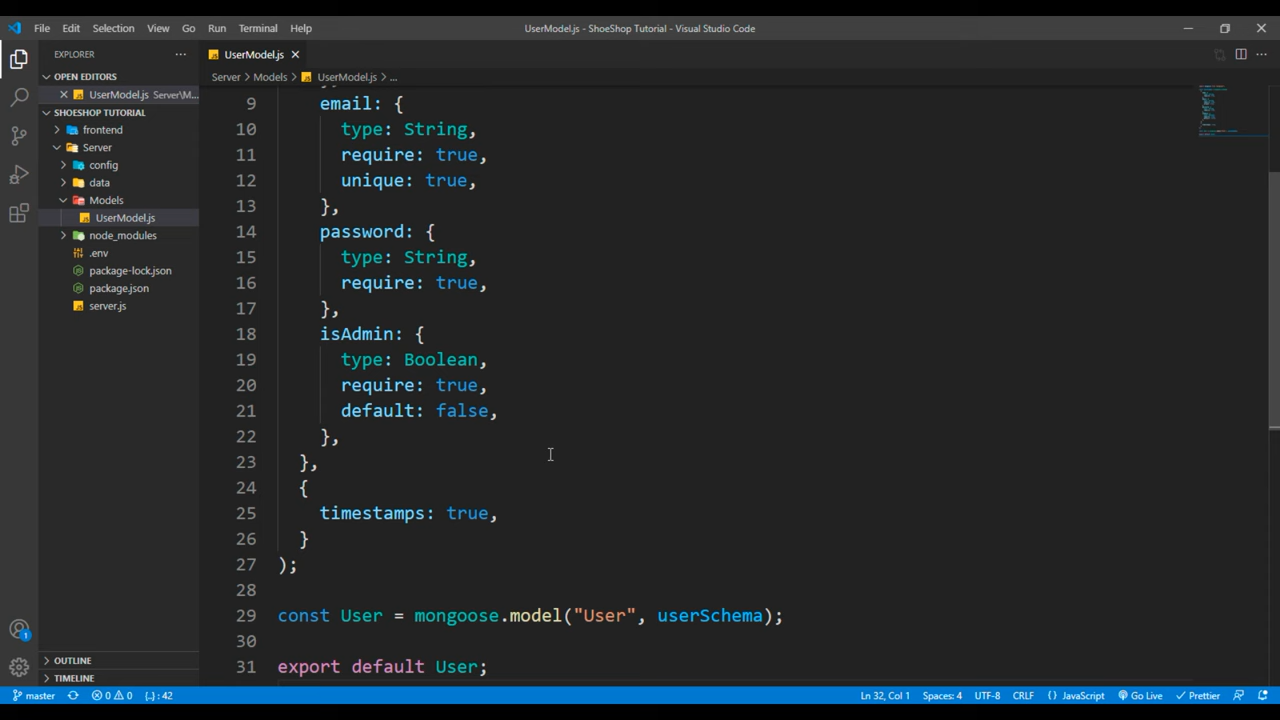 File Edit Selection View Go Run Terminal Help UserModel.js - ShoeShop Tutorial - Visual Studio Code
EXPLORER
UserModel.js
OPEN EDITORS
UserModel.js Server\M...
SHOESHOP TUTORIAL
frontend
Server
config
data
Models
UserModel.js
node_modules
.env
package-lock.json
package.json
server.js
OUTLINE
TIMELINE
Server > Models > UserModel.js > ...
9 email: {
10 type: String,
11 require: true,
12 unique: true,
13 },
14 password: {
15 type: String,
16 require: true,
17 },
18 isAdmin: {
19 type: Boolean,
20 require: true,
21 default: false,
22 },
23 },
24 {
25 timestamps: true,
26 }
27 );
28
29 const User = mongoose.model("User", userSchema);
30
31 export default User;
1
master 0 0 {..} : 42 Ln 32, Col 1 Spaces: 4 UTF-8 CRLF JavaScript Go Live Prettier